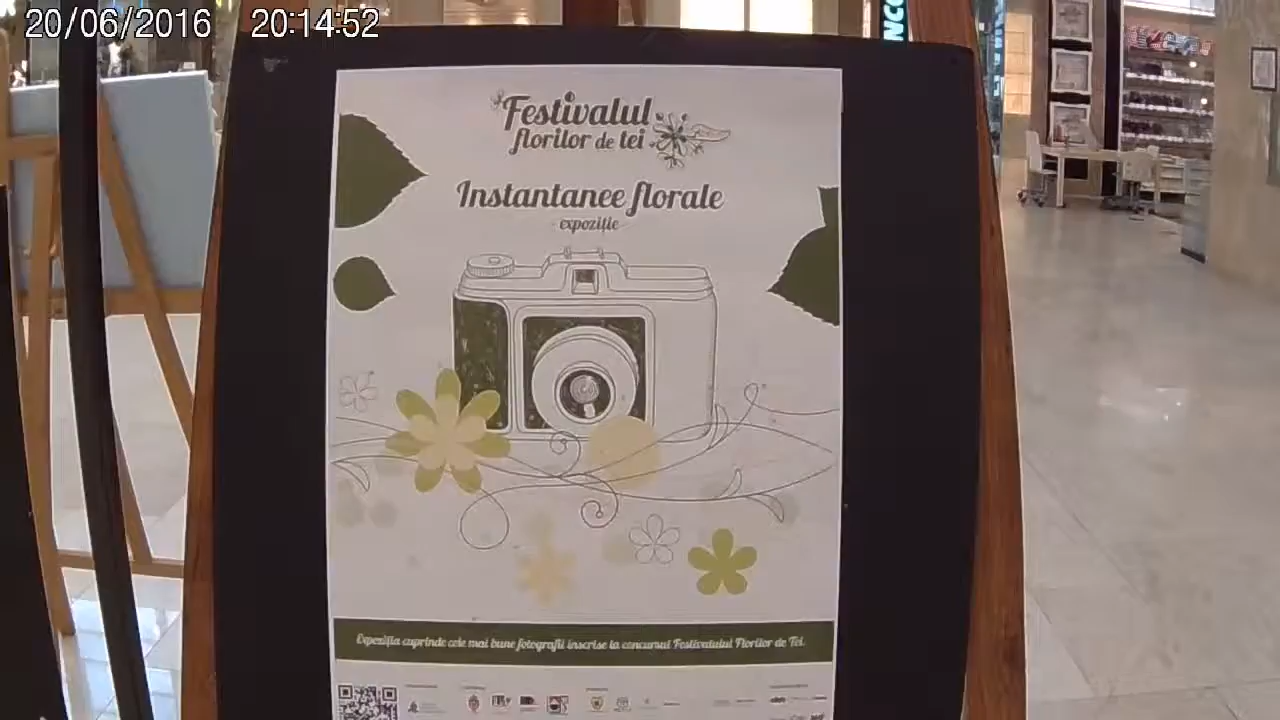 20/06/2016 20:14:52
NCO
Festivalul
florilor de tei
Instantanee florale
expoziție
Expoziția cuprinde cele mai bune fotografii înscrise la concursul Festivalului Florilor de Tei.